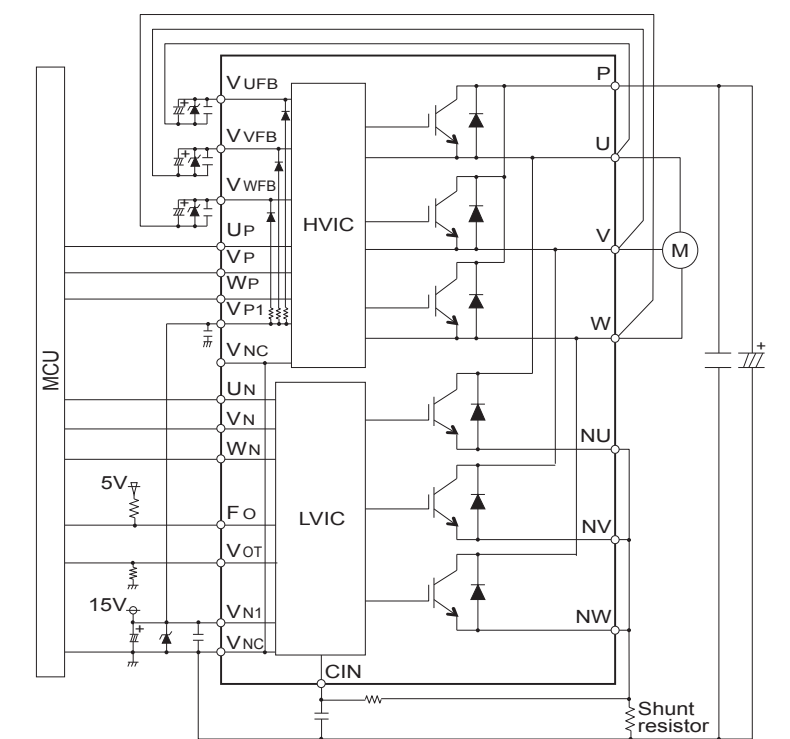 VUFB
VVFB
VWFB
UP
VP
WP
VP1
VNC
UN
VN
WN
5V
FO
VOT
15V
VN1
VNC
MCU
HVIC
LVIC
CIN
P
U
V
M
W
+
NU
NV
NW
Shunt
resistor
+
+
+
+